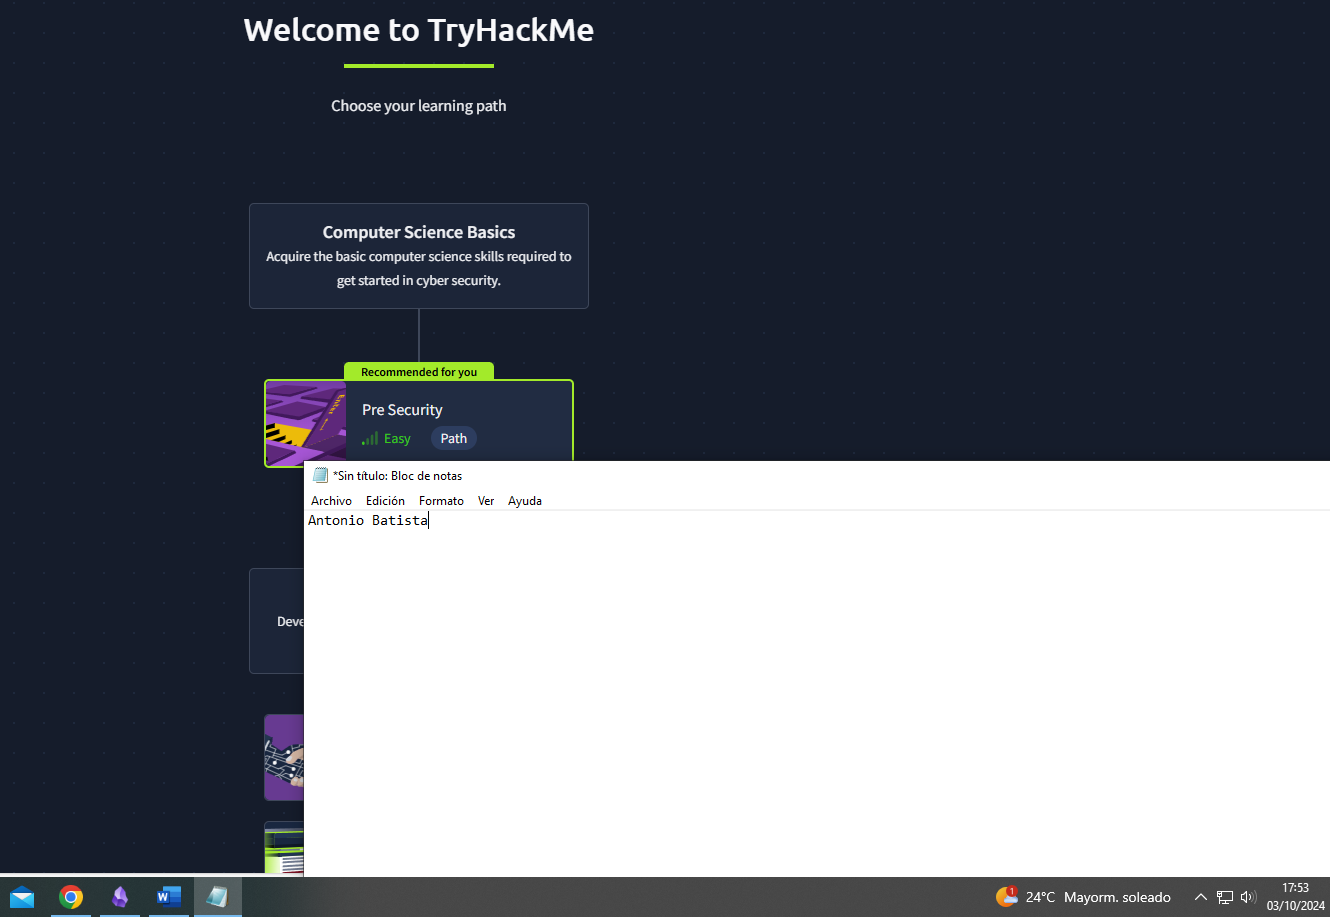 Welcome to TryHackMe
Choose your learning path
Computer Science Basics
Acquire the basic computer science skills required to
get started in cyber security.
Recommended for you
Pre Security
Easy Path
*Sin título: Bloc de notas
Archivo Edición Formato Ver Ayuda
Antonio Batista
Deve
W
1
24°C Mayorm. soleado
17:53
03/10/2024